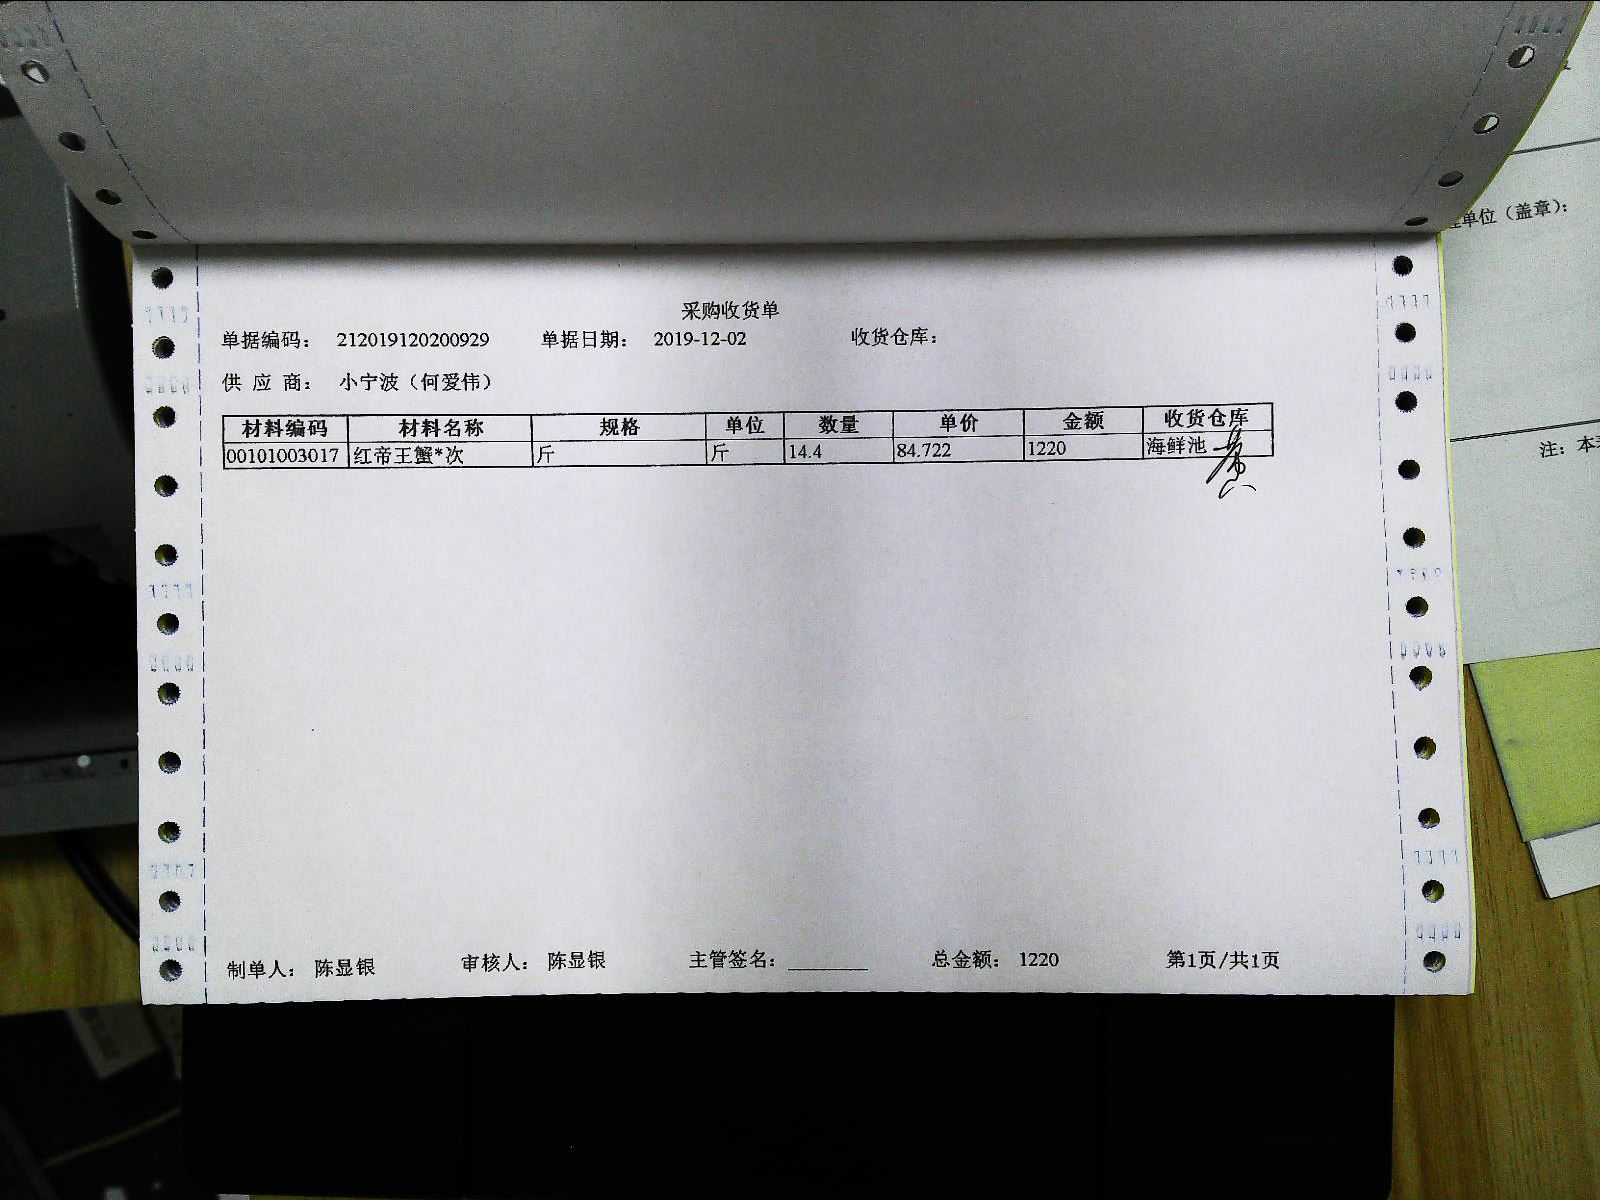 采购收货单
单据编码： 212019120200929 单据日期： 2019-12-02 收货仓库：
供 应 商： 小宁波（何爱伟）
材料编码 材料名称 规格 单位 数量 单价 金额 收货仓库
00101003017 红帝王蟹*次 斤 斤 14.4 84.722 1220 海鲜池
制单人： 陈显银 审核人： 陈显银 主管签名： ________ 总金额： 1220 第1页/共1页
单位（盖章）：
注：本